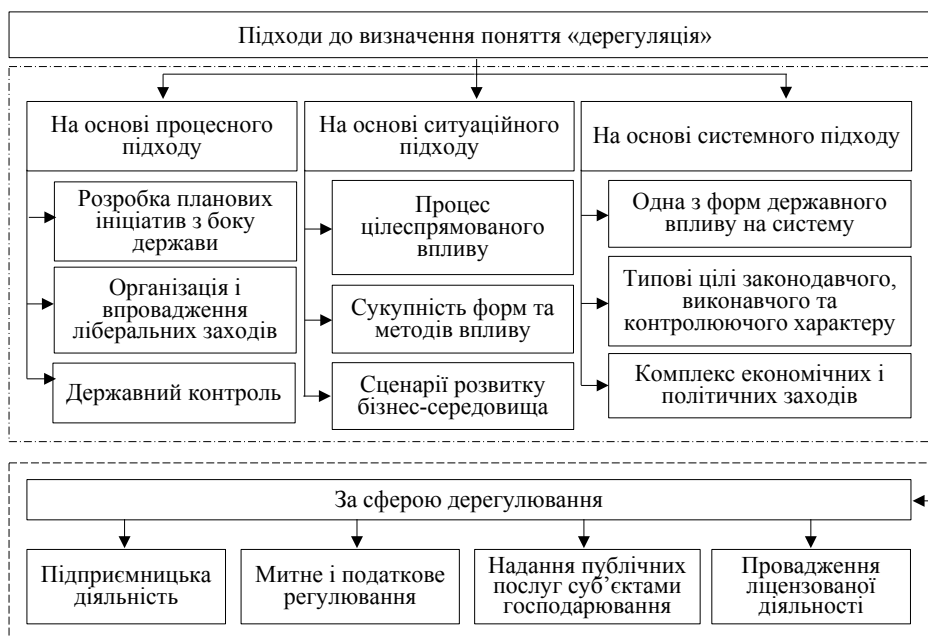 Підходи до визначення поняття «дерегуляція»
На основі процесного
підходу
Розробка планових
ініціатив з боку
держави
Організація і
впровадження
ліберальних заходів
Державний контроль
На основі ситуаційного
підходу
Процес
цілеспрямованого
впливу
Сукупність форм та
методів впливу
Сценарії розвитку
бізнес-середовища
На основі системного підходу
Одна з форм державного
впливу на систему
Типові цілі законодавчого,
виконавчого та
контролюючого характеру
Комплекс економічних і
політичних заходів
За сферою дерегулювання
Підприємницька
діяльність
Митне і податкове
регулювання
Надання публічних
послуг суб’єктами
господарювання
Провадження
ліцензованої
діяльності